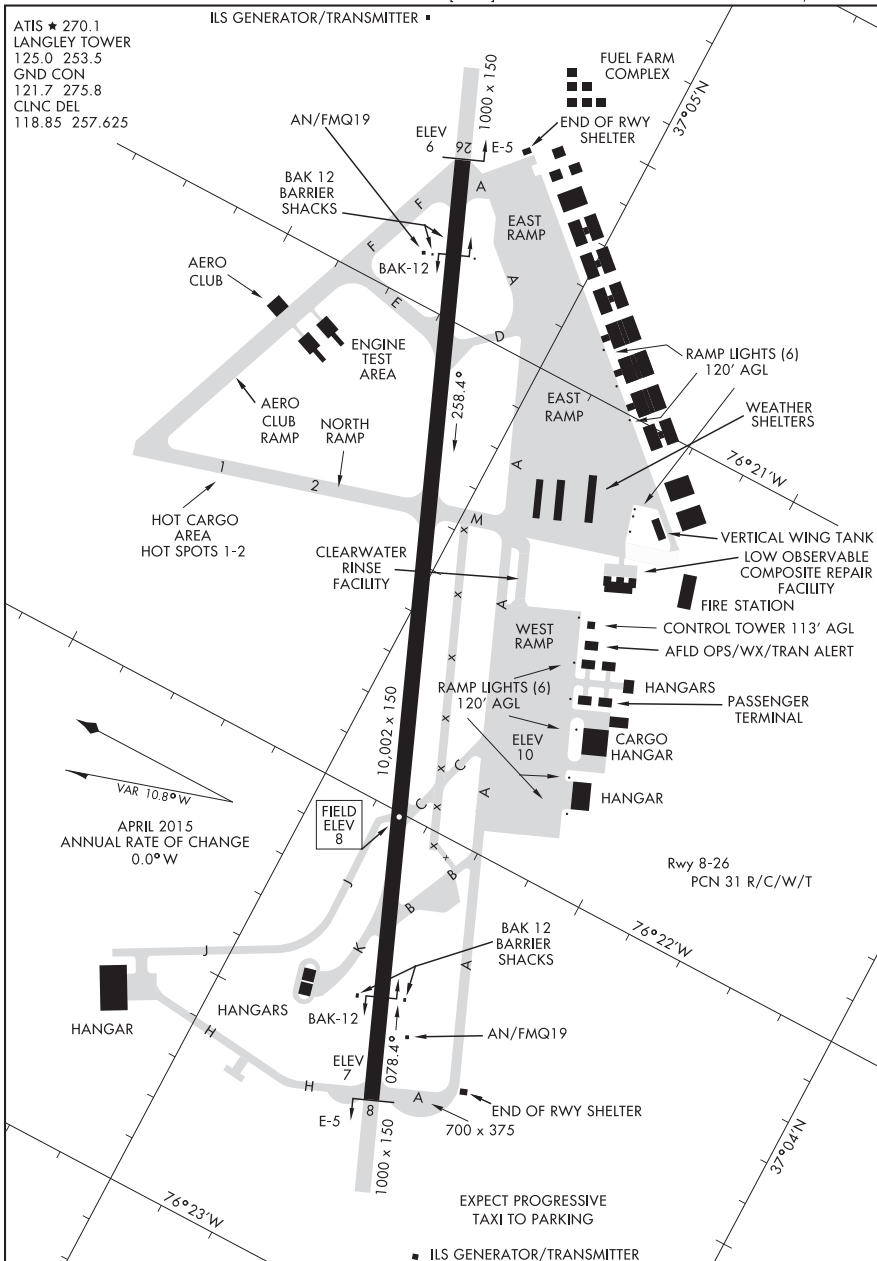 ATIS ★ 270.1
LANGLEY TOWER
125.0 253.5
GND CON
121.7 275.8
CLNC DEL
118.85 257.625
ILS GENERATOR/TRANSMITTER
FUEL FARM
COMPLEX
37°05'N
1000 x 150
AN/FMQ19
ELEV
6
26
E-5
END OF RWY
SHELTER
BAK 12
BARRIER
SHACKS
A
F
F
EAST
RAMP
BAK-12
A
AERO
CLUB
E
D
ENGINE
TEST
AREA
RAMP LIGHTS (6)
120' AGL
258.4°
EAST
RAMP
AERO
CLUB
RAMP
NORTH
RAMP
WEATHER
SHELTERS
A
76°21'W
1
2
M
HOT CARGO
AREA
HOT SPOTS 1-2
VERTICAL WING TANK
CLEARWATER
RINSE
FACILITY
x
LOW OBSERVABLE
COMPOSITE REPAIR
FACILITY
x
A
FIRE STATION
WEST
RAMP
CONTROL TOWER 113' AGL
AFLD OPS/WX/TRAN ALERT
x
RAMP LIGHTS (6)
120' AGL
HANGARS
PASSENGER
TERMINAL
10,002 x 150
x
ELEV
10
CARGO
HANGAR
C
x
VAR 10.8° W
A
HANGAR
C
x
x
FIELD
ELEV
8
APRIL 2015
ANNUAL RATE OF CHANGE
0.0° W
x
x
Rwy 8-26
PCN 31 R/C/W/T
J
B
B
76°22'W
K
BAK 12
BARRIER
SHACKS
J
A
HANGARS
BAK-12
HANGAR
H
078.4°
AN/FMQ19
ELEV
7
H
A
END OF RWY SHELTER
E-5
8
700 x 375
37°04'N
1000 x 150
76°23'W
EXPECT PROGRESSIVE
TAXI TO PARKING
ILS GENERATOR/TRANSMITTER